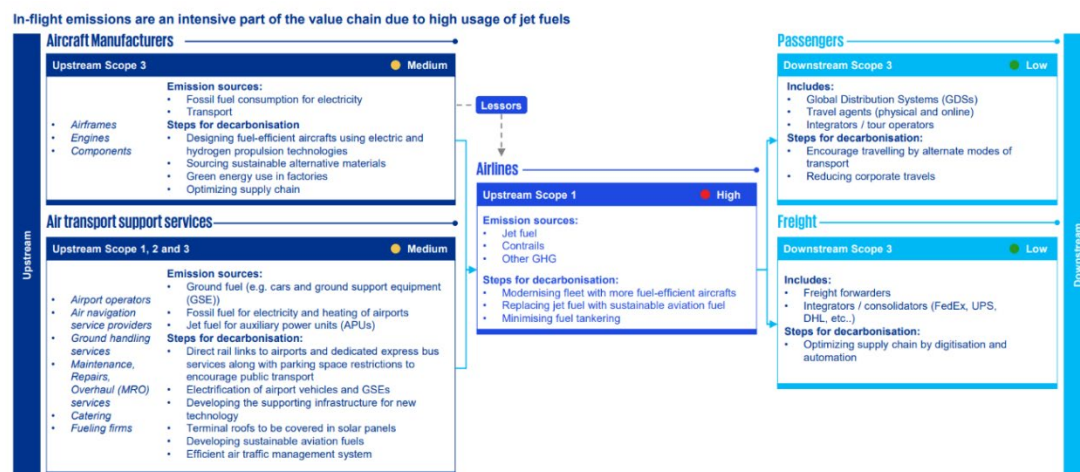 In-flight emissions are an intensive part of the value chain due to high usage of jet fuels
Upstream
Aircraft Manufacturers
Upstream Scope 3
Medium
• Airframes
• Engines
• Components
Emission sources:
• Fossil fuel consumption for electricity
• Transport
Steps for decarbonisation
• Designing fuel-efficient aircrafts using electric and
hydrogen propulsion technologies
• Sourcing sustainable alternative materials
• Green energy use in factories
• Optimizing supply chain
Air transport support services
Upstream Scope 1, 2 and 3
Medium
• Airport operators
• Air navigation
service providers
• Ground handling
services
• Maintenance,
Repairs,
Overhaul (MRO)
services
• Catering
• Fueling firms
Emission sources:
• Ground fuel (e.g. cars and ground support equipment
(GSE))
• Fossil fuel for electricity and heating of airports
• Jet fuel for auxiliary power units (APUs)
Steps for decarbonisation:
• Direct rail links to airports and dedicated express bus
services along with parking space restrictions to
encourage public transport
• Electrification of airport vehicles and GSEs
• Developing the supporting infrastructure for new
technology
• Terminal roofs to be covered in solar panels
• Developing sustainable aviation fuels
• Efficient air traffic management system
Lessors
Airlines
Upstream Scope 1
High
Emission sources:
• Jet fuel
• Contrails
• Other GHG
Steps for decarbonisation:
• Modernising fleet with more fuel-efficient aircrafts
• Replacing jet fuel with sustainable aviation fuel
• Minimising fuel tankering
Passengers
Downstream Scope 3
Low
Includes:
• Global Distribution Systems (GDSs)
• Travel agents (physical and online)
• Integrators / tour operators
Steps for decarbonisation:
• Encourage travelling by alternate modes of
transport
• Reducing corporate travels
Freight
Downstream Scope 3
Low
Includes:
• Freight forwarders
• Integrators / consolidators (FedEx, UPS,
DHL, etc..)
Steps for decarbonisation:
• Optimizing supply chain by digitisation and
automation
Downstream